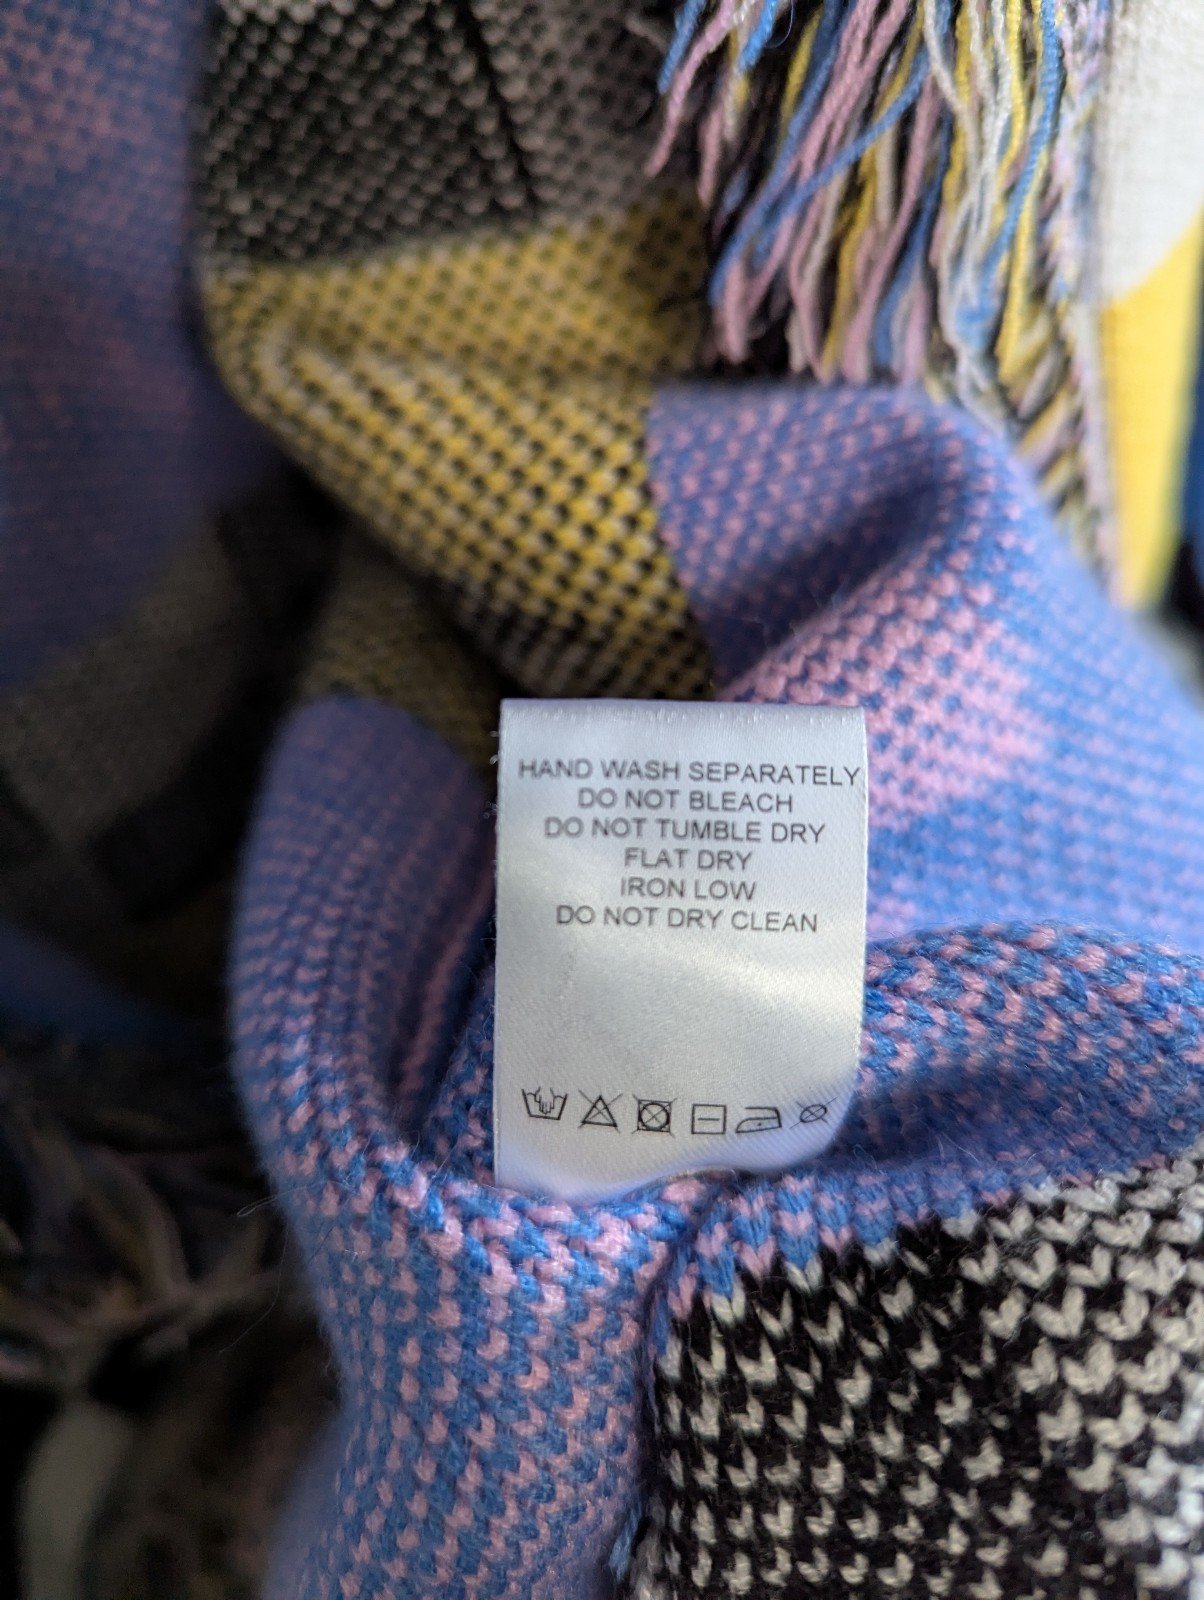 HAND WASH SEPARATELY
DO NOT BLEACH
DO NOT TUMBLE DRY
FLAT DRY
IRON LOW
DO NOT DRY CLEAN